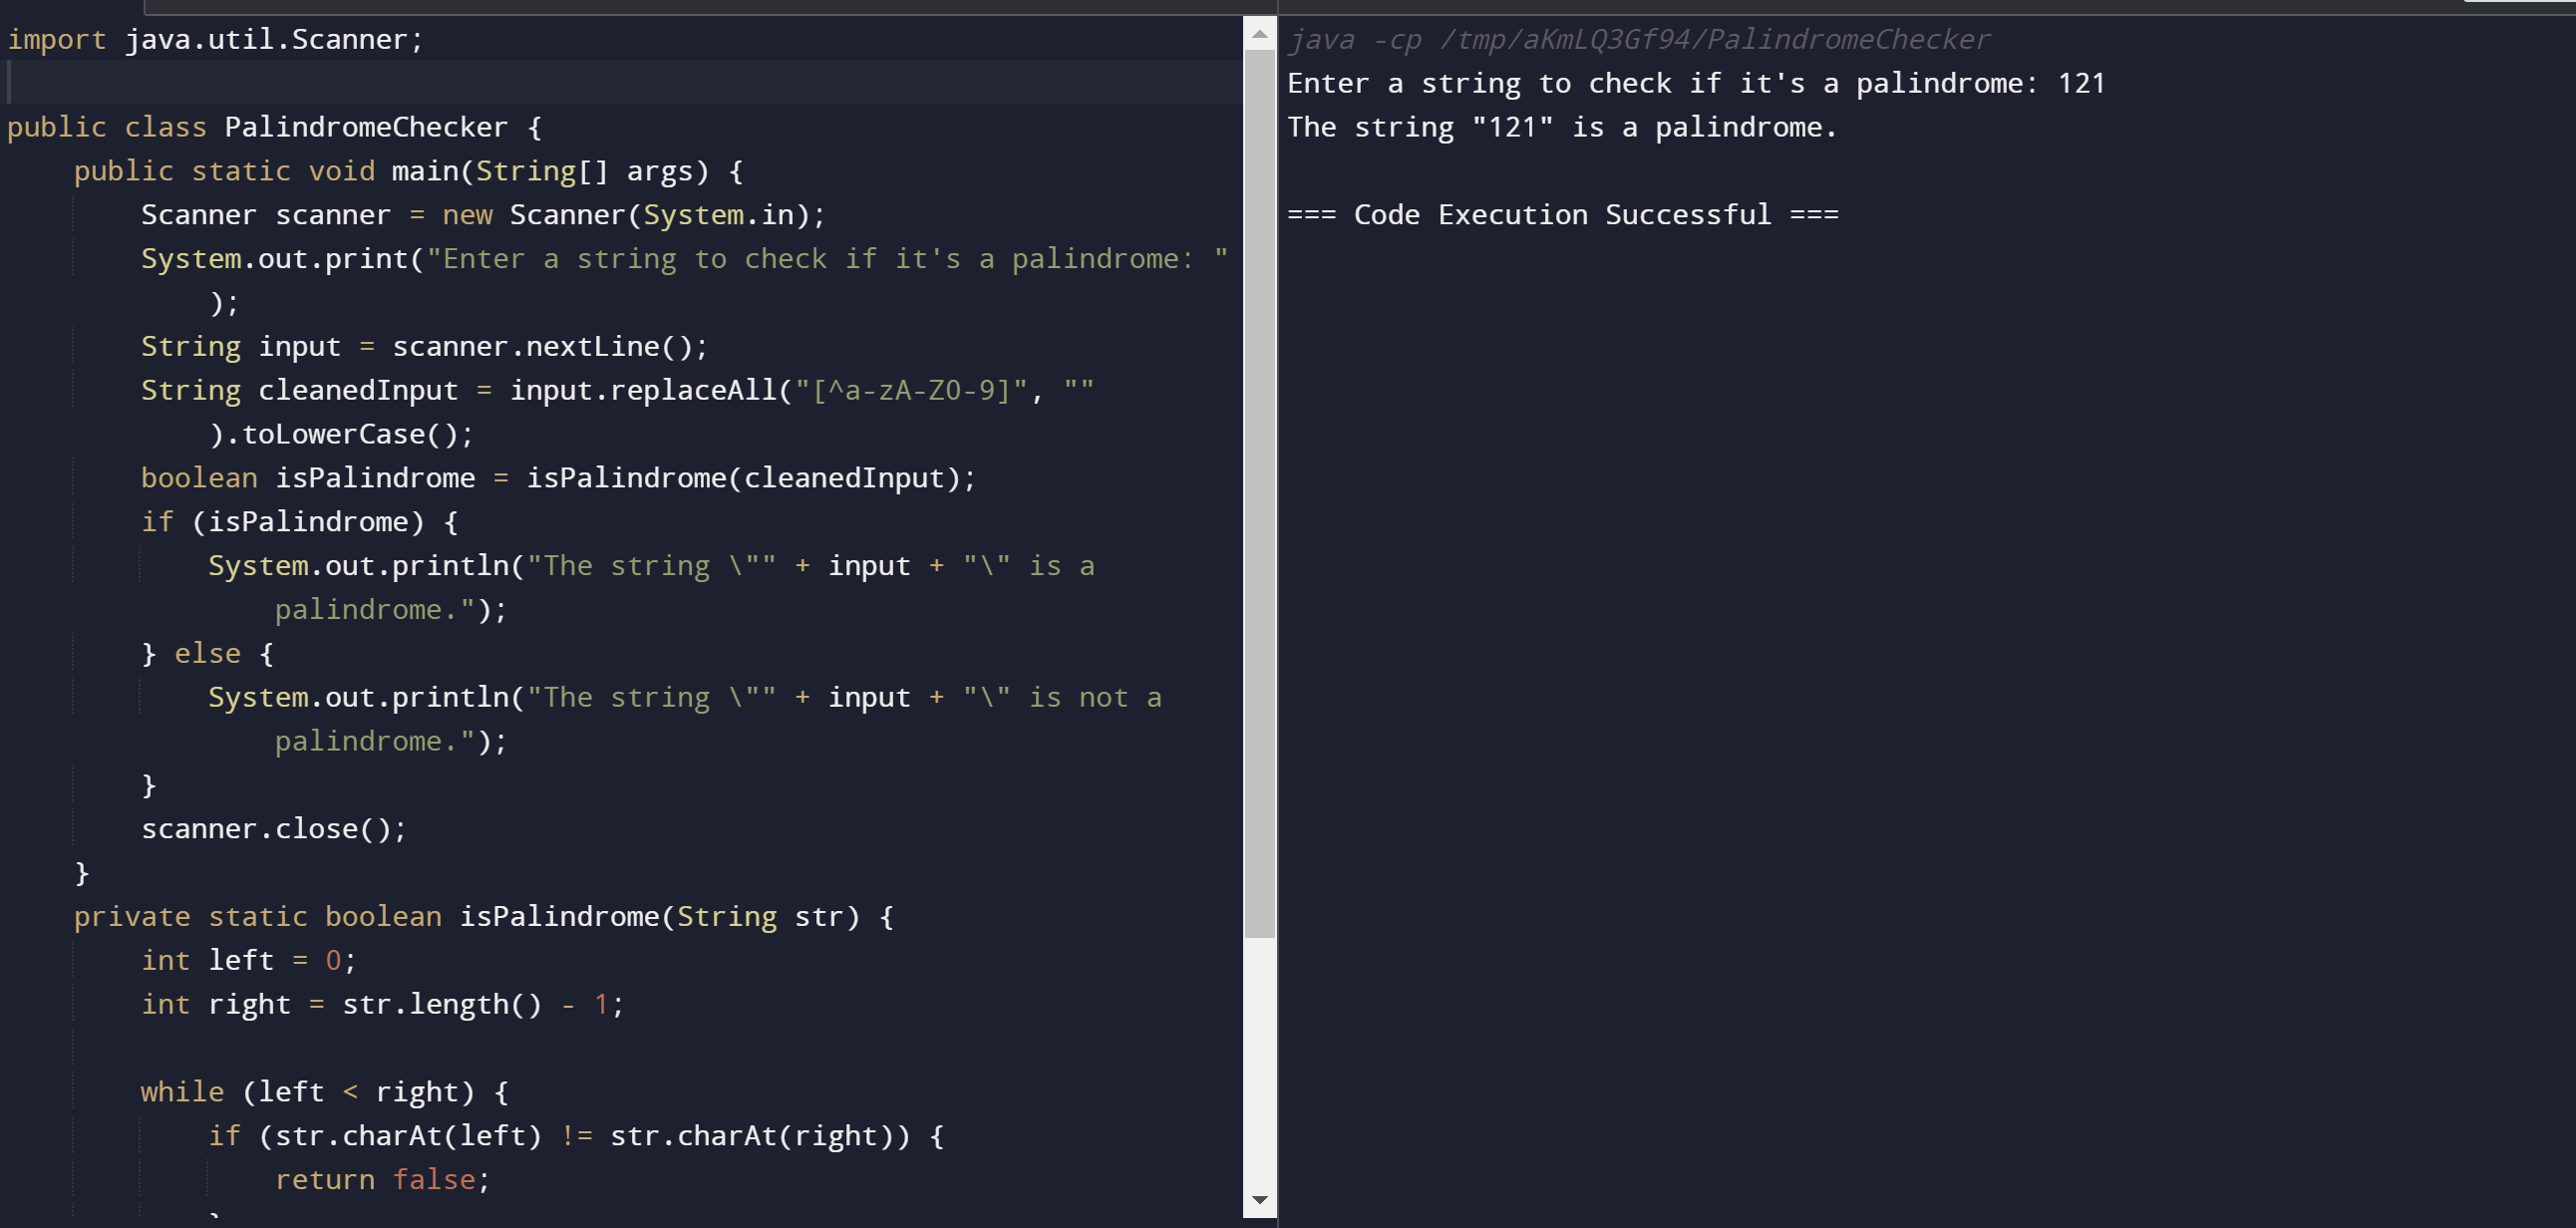 import java.util.Scanner;
public class PalindromeChecker {
    public static void main(String[] args) {
        Scanner scanner = new Scanner(System.in);
        System.out.print("Enter a string to check if it's a palindrome: "
            );
        String input = scanner.nextLine();
        String cleanedInput = input.replaceAll("[^a-zA-Z0-9]", ""
            ).toLowerCase();
        boolean isPalindrome = isPalindrome(cleanedInput);
        if (isPalindrome) {
            System.out.println("The string \"" + input + "\" is a
                palindrome.");
        } else {
            System.out.println("The string \"" + input + "\" is not a
                palindrome.");
        }
        scanner.close();
    }
    private static boolean isPalindrome(String str) {
        int left = 0;
        int right = str.length() - 1;
        while (left < right) {
            if (str.charAt(left) != str.charAt(right)) {
                return false;
java -cp /tmp/aKmLQ3Gf94/PalindromeChecker
Enter a string to check if it's a palindrome: 121
The string "121" is a palindrome.
=== Code Execution Successful ===